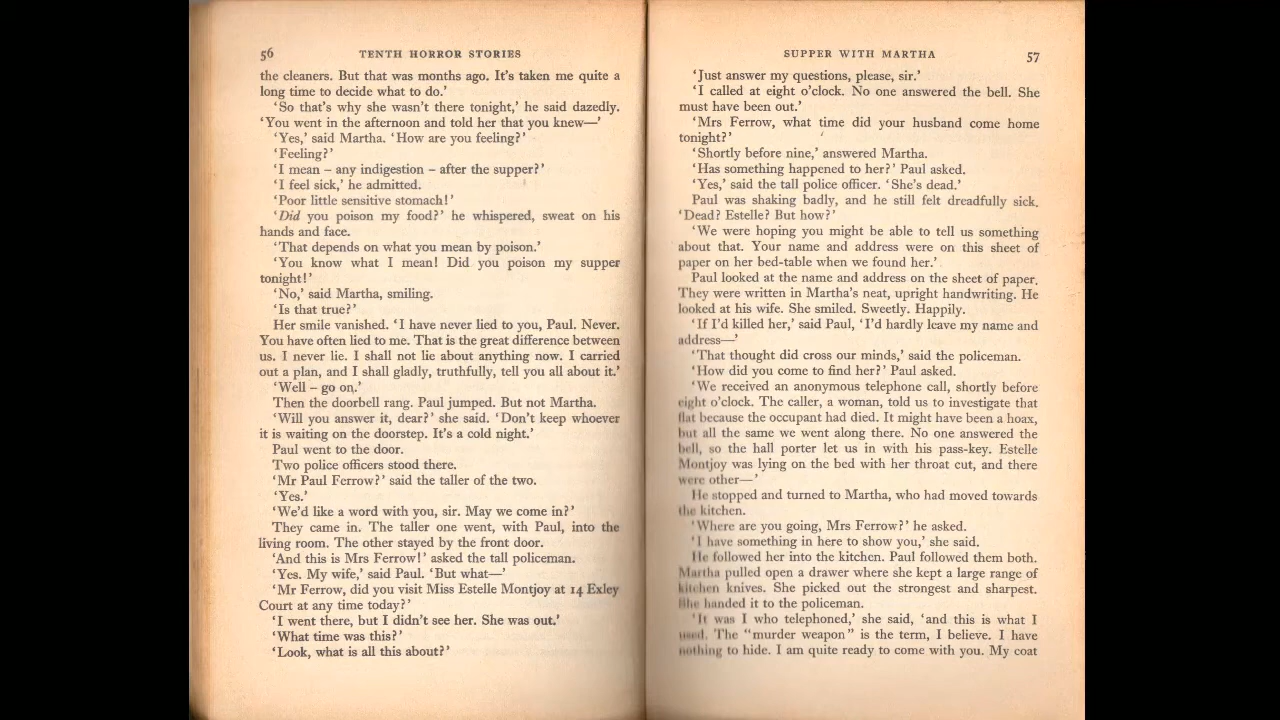 56
TENTH HORROR STORIES
the cleaners. But that was months ago. It's taken me quite a
long time to decide what to do.'
'So that's why she wasn't there tonight,' he said dazedly.
'You went in the afternoon and told her that you knew—'
'Yes,' said Martha. 'How are you feeling?'
'Feeling?'
'I mean – any indigestion – after the supper?'
'I feel sick,' he admitted.
'Poor little sensitive stomach!'
'Did you poison my food?' he whispered, sweat on his
hands and face.
'That depends on what you mean by poison.'
'You know what I mean! Did you poison my supper
tonight!'
'No,' said Martha, smiling.
'Is that true?'
Her smile vanished. 'I have never lied to you, Paul. Never.
You have often lied to me. That is the great difference between
us. I never lie. I shall not lie about anything now. I carried
out a plan, and I shall gladly, truthfully, tell you all about it.'
'Well – go on.'
Then the doorbell rang. Paul jumped. But not Martha.
'Will you answer it, dear?' she said. 'Don't keep whoever
it is waiting on the doorstep. It's a cold night.'
Paul went to the door.
Two police officers stood there.
'Mr Paul Ferrow?' said the taller of the two.
'Yes.'
'We'd like a word with you, sir. May we come in?'
They came in. The taller one went, with Paul, into the
living room. The other stayed by the front door.
'And this is Mrs Ferrow!' asked the tall policeman.
'Yes. My wife,' said Paul. 'But what—'
'Mr Ferrow, did you visit Miss Estelle Montjoy at 14 Exley
Court at any time today?'
'I went there, but I didn't see her. She was out.'
'What time was this?'
'Look, what is all this about?'
SUPPER WITH MARTHA
57
'Just answer my questions, please, sir.'
'I called at eight o'clock. No one answered the bell. She
must have been out.'
'Mrs Ferrow, what time did your husband come home
tonight?'
'Shortly before nine,' answered Martha.
'Has something happened to her?' Paul asked.
'Yes,' said the tall police officer. 'She's dead.'
Paul was shaking badly, and he still felt dreadfully sick.
'Dead? Estelle? But how?'
'We were hoping you might be able to tell us something
about that. Your name and address were on this sheet of
paper on her bed-table when we found her.'
Paul looked at the name and address on the sheet of paper.
They were written in Martha's neat, upright handwriting. He
looked at his wife. She smiled. Sweetly. Happily.
'If I'd killed her,' said Paul, 'I'd hardly leave my name and
address—'
'That thought did cross our minds,' said the policeman.
'How did you come to find her?' Paul asked.
'We received an anonymous telephone call, shortly before
eight o'clock. The caller, a woman, told us to investigate that
flat because the occupant had died. It might have been a hoax,
but all the same we went along there. No one answered the
bell, so the hall porter let us in with his pass-key. Estelle
Montjoy was lying on the bed with her throat cut, and there
were other—'
He stopped and turned to Martha, who had moved towards
the kitchen.
'Where are you going, Mrs Ferrow?' he asked.
'I have something in here to show you,' she said.
He followed her into the kitchen. Paul followed them both.
Martha pulled open a drawer where she kept a large range of
kitchen knives. She picked out the strongest and sharpest.
She handed it to the policeman.
'It was I who telephoned,' she said, 'and this is what I
used. The "murder weapon" is the term, I believe. I have
nothing to hide. I am quite ready to come with you. My coat